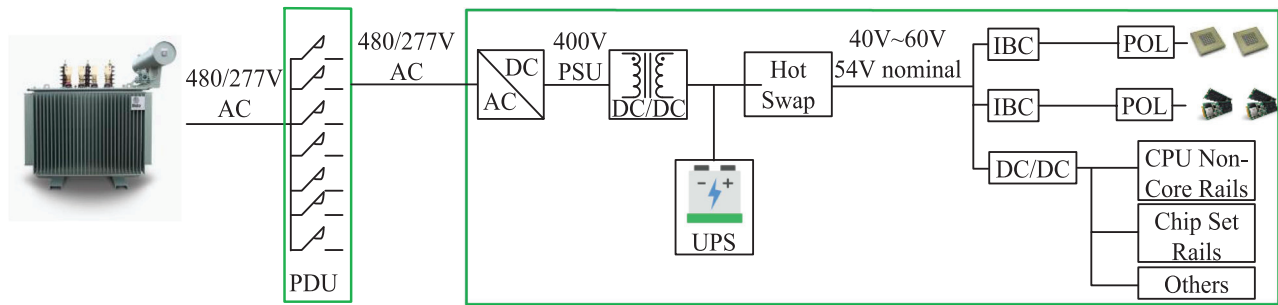 480/277V
AC
PDU
480/277V
AC
DC
AC
400V
PSU
DC/DC
UPS
Hot
Swap
40V~60V
54V nominal
IBC
POL
IBC
POL
DC/DC
CPU Non-
Core Rails
Chip Set
Rails
Others